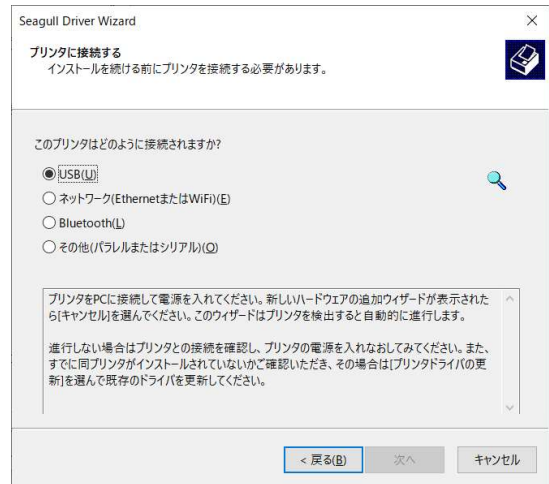 Seagull Driver Wizard
プリンタに接続する
インストールを続ける前にプリンタを接続する必要があります。
このプリンタはどのように接続されますか?
USB(U)
ネットワーク(EthernetまたはWiFi)(E)
Bluetooth(L)
その他(パラレルまたはシリアル)(O)
プリンタをPCに接続して電源を入れてください。新しいハードウェアの追加ウィザードが表示された
ら[キャンセル]を選んでください。このウィザードはプリンタを検出すると自動的に進行します。
進行しない場合はプリンタとの接続を確認し、プリンタの電源を入れなおしてみてください。また、
すでに同プリンタがインストールされていないかご確認いただき、その場合は[プリンタドライバの更
新]を選んで既存のドライバを更新してください。
< 戻る(B)
次へ
キャンセル